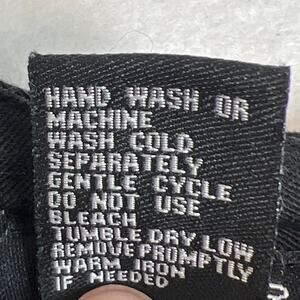 HAND WASH OR
MACHINE
WASH COLD
SEPARATELY
GENTLE CYCLE
DO NOT USE
BLEACH
TUMBLE DRY LOW
REMOVE PROMPTLY
WARM IRON
IF NEEDED